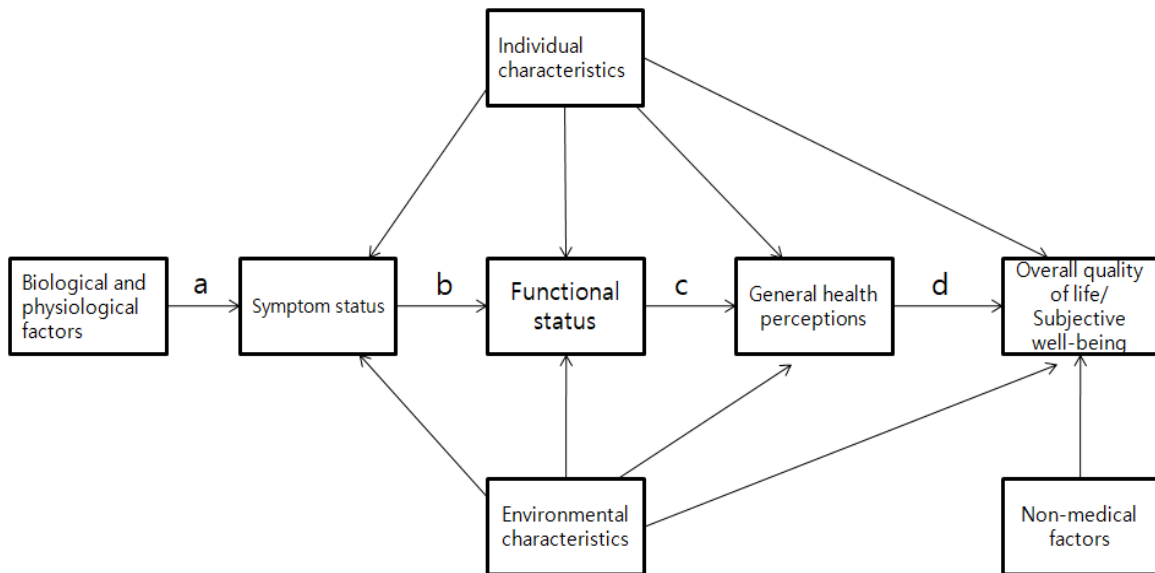 Individual
characteristics
Biological and
physiological
factors
a
Symptom status
b
Functional
status
c
General health
perceptions
d
Overall quality
of life/
Subjective
well-being
Environmental
characteristics
Non-medical
factors